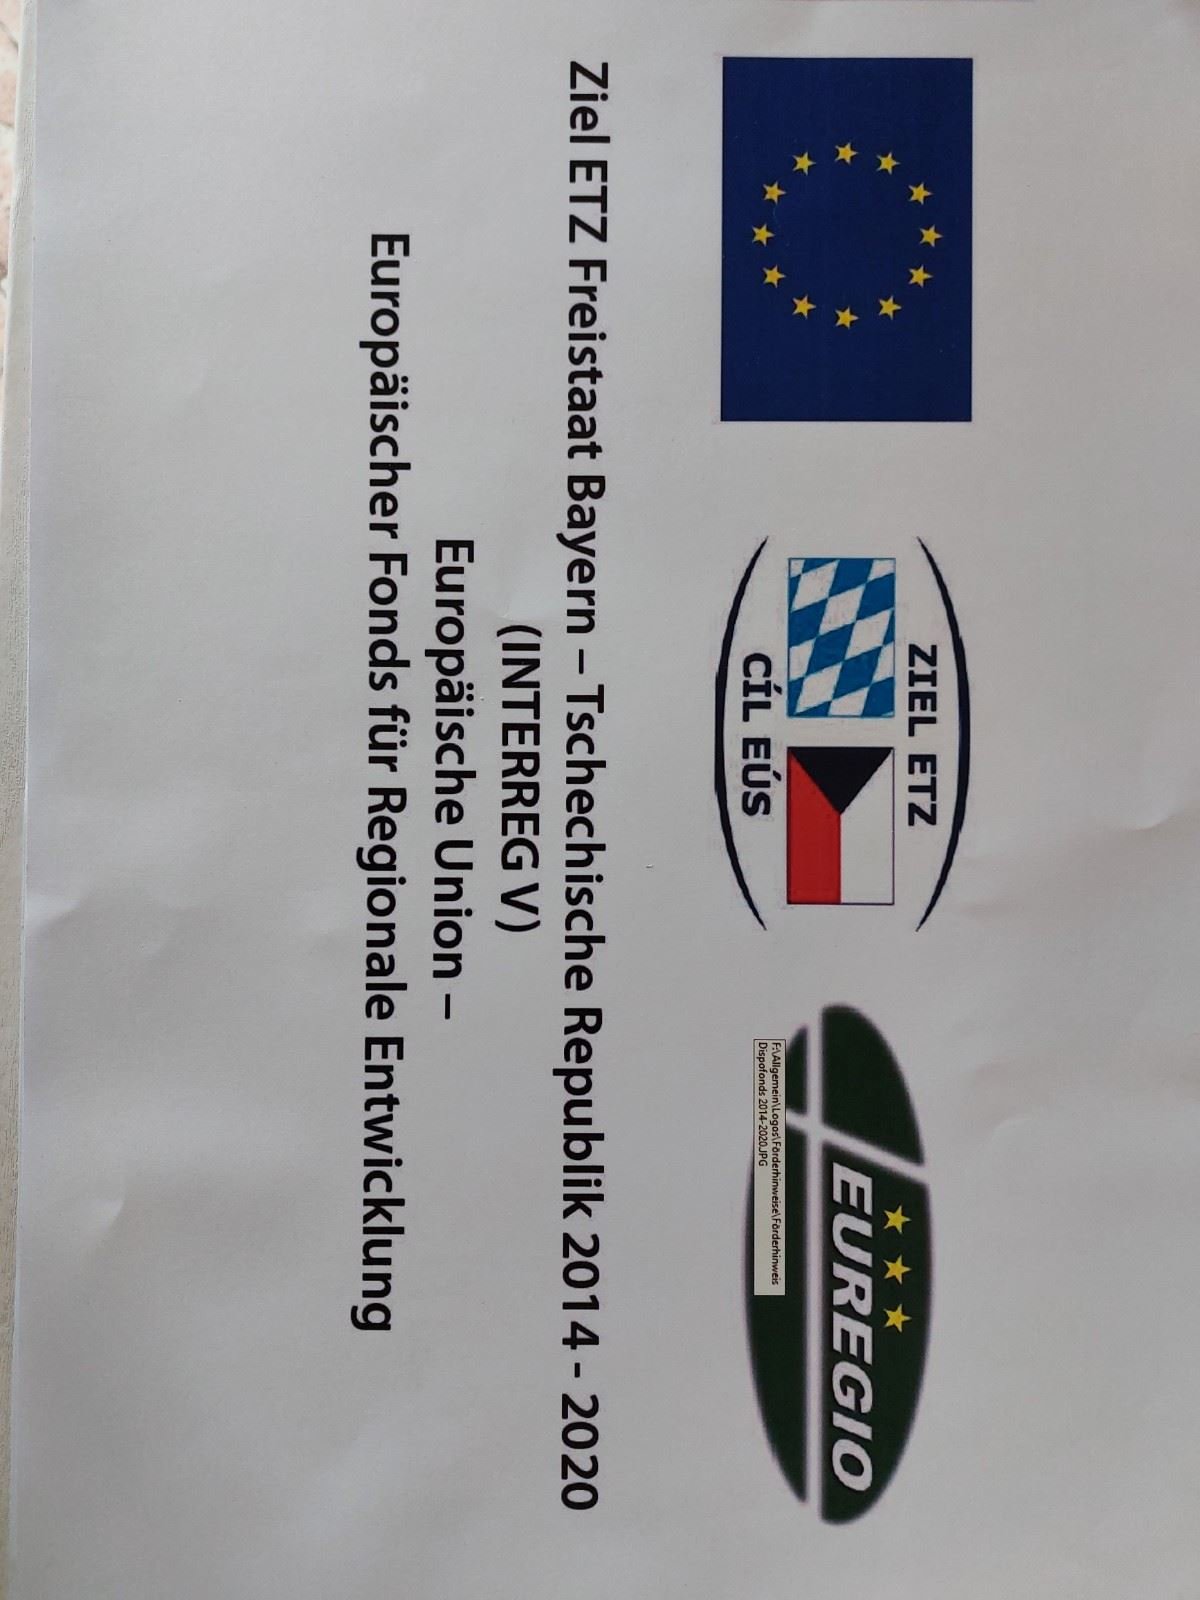 ZIEL ETZ
CÍL EÚS
EUREGIO
F:\Allgemein\Logos\Förderhinweise\Förderhinweis
Dispofonds 2014-2020.JPG
Ziel ETZ Freistaat Bayern – Tschechische Republik 2014 - 2020
(INTERREG V)
Europäische Union –
Europäischer Fonds für Regionale Entwicklung